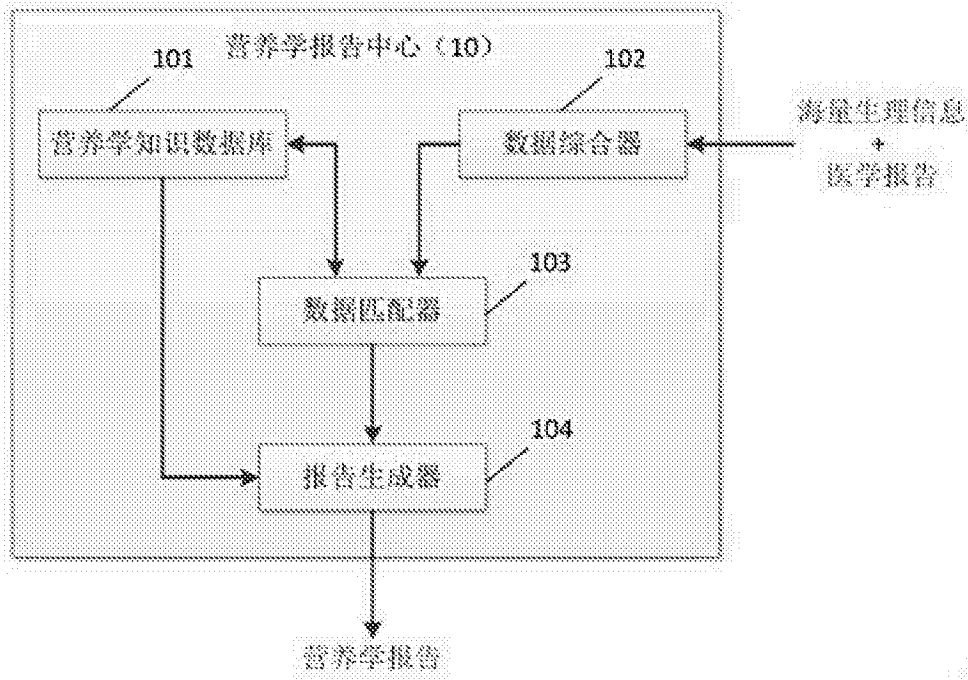 营养学报告中心（10）
101
102
营养学知识数据库
数据综合器
海量生理信息
+
医学报告
103
数据匹配器
104
报告生成器
营养学报告